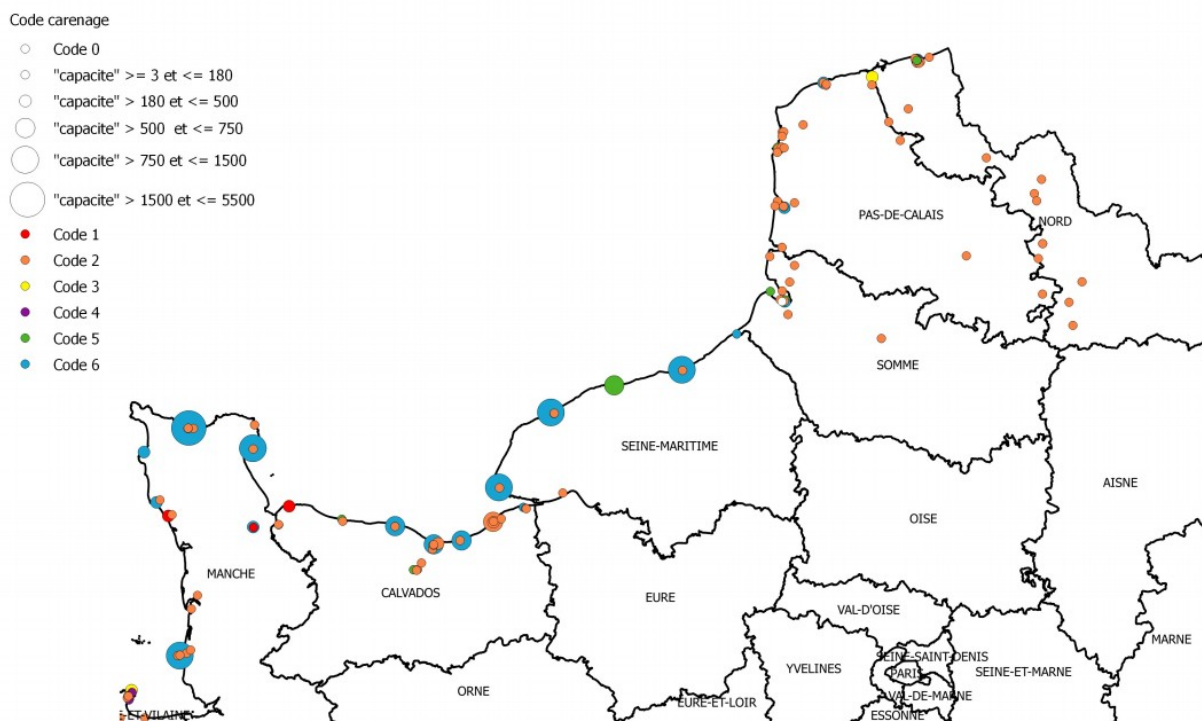 Code carenage
Code 0
"capacite" >= 3 et <= 180
"capacite" > 180 et <= 500
"capacite" > 500 et <= 750
"capacite" > 750 et <= 1500
"capacite" > 1500 et <= 5500
Code 1
Code 2
Code 3
Code 4
Code 5
Code 6
PAS-DE-CALAIS
NORD
SOMME
SEINE-MARITIME
AISNE
OISE
MANCHE
CALVADOS
EURE
VAL-D'OISE
MARNE
SEINE-SAINT-DENIS
YVELINES
PARIS
SEINE-ET-MARNE
ORNE
VAL-DE-MARNE
EURE-ET-LOIR
E-ET-VILAINE
ESSONNE